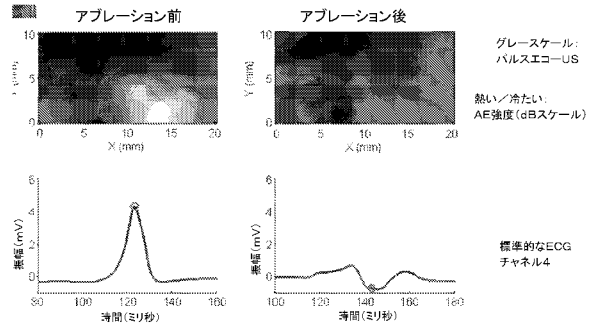 アブレーション前
アブレーション後
10
5
0
0 5 10 15 20
X (mm)
Y (mm)
10
5
0
0 5 10 15 20
X (mm)
グレースケール:
パルスエコーUS
熱い/冷たい:
AE強度(dBスケール)
振幅(mV)
6
4
2
0
80 100 120 140 160
時間(ミリ秒)
振幅(mV)
6
4
2
0
100 120 140 160 180
時間(ミリ秒)
標準的なECG
チャネル4